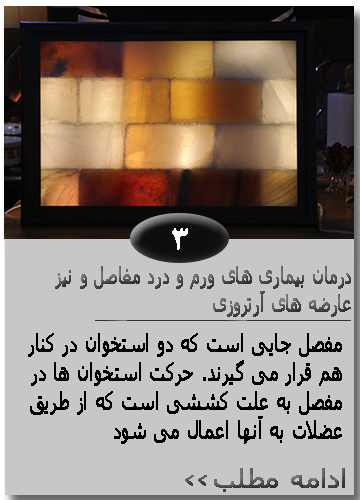 ۳
درمان بیماری های ورم و درد مفاصل و نیز
عارضه های آرتروزی
مفصل جایی است که دو استخوان در کنار
هم قرار می گیرند. حرکت استخوان ها در
مفصل به علت کششی است که از طریق
عضلات به آنها اعمال می شود
ادامه مطلب>>